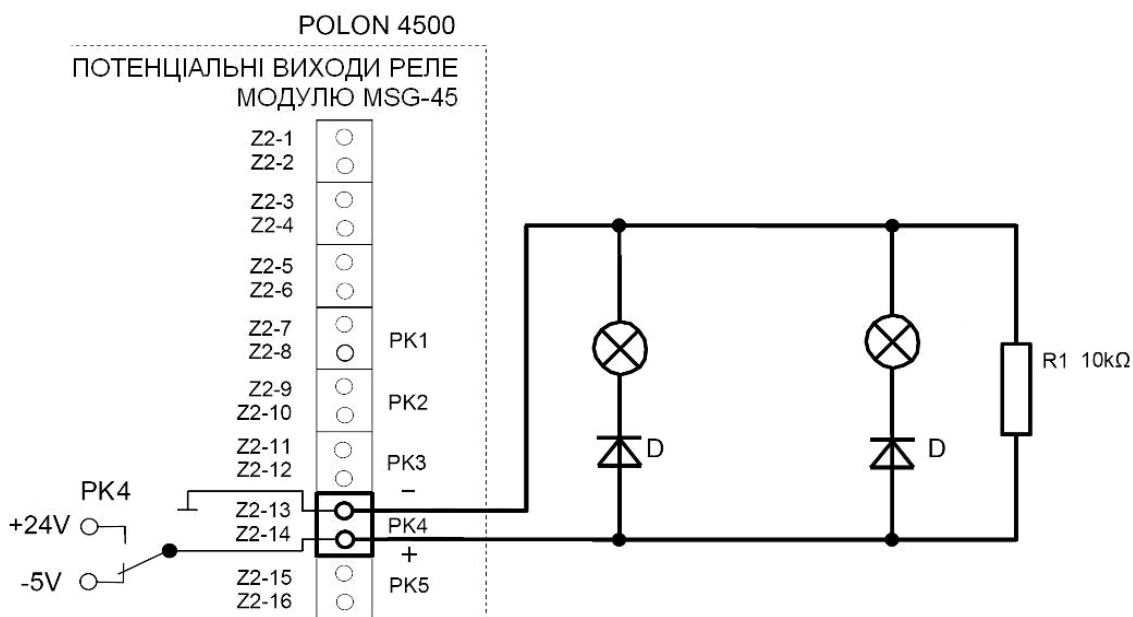 POLON 4500
ПОТЕНЦІАЛЬНІ ВИХОДИ РЕЛЕ
МОДУЛЮ MSG-45
Z2-1
Z2-2
Z2-3
Z2-4
Z2-5
Z2-6
Z2-7
Z2-8
PK1
Z2-9
Z2-10
PK2
Z2-11
Z2-12
PK3
−
Z2-13
Z2-14
PK4
+
Z2-15
Z2-16
PK5
PK4
+24V
-5V
D
D
R1 10kΩ